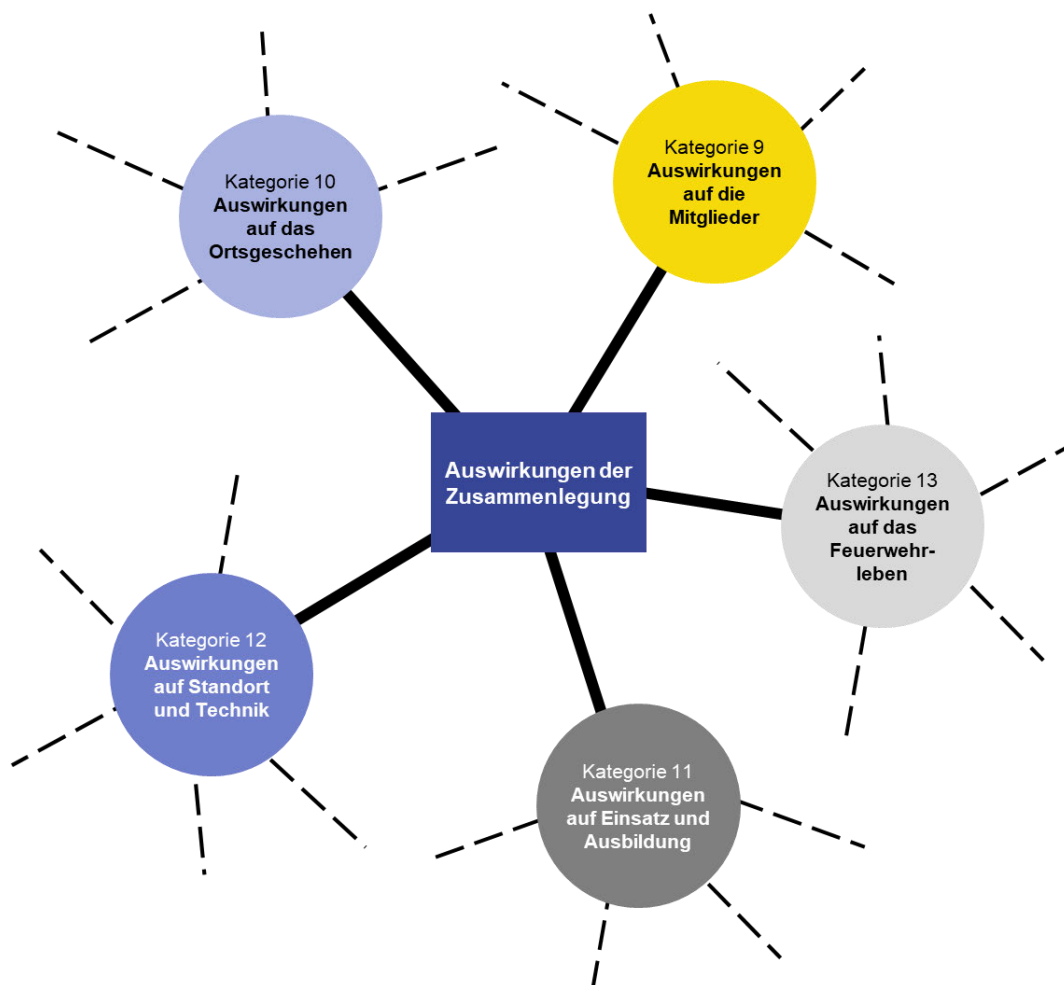 Kategorie 10
Auswirkungen
auf das
Ortsgeschehen
Kategorie 9
Auswirkungen
auf die
Mitglieder
Auswirkungen der
Zusammenlegung
Kategorie 13
Auswirkungen
auf das
Feuerwehr-
leben
Kategorie 12
Auswirkungen
auf Standort
und Technik
Kategorie 11
Auswirkungen
auf Einsatz und
Ausbildung